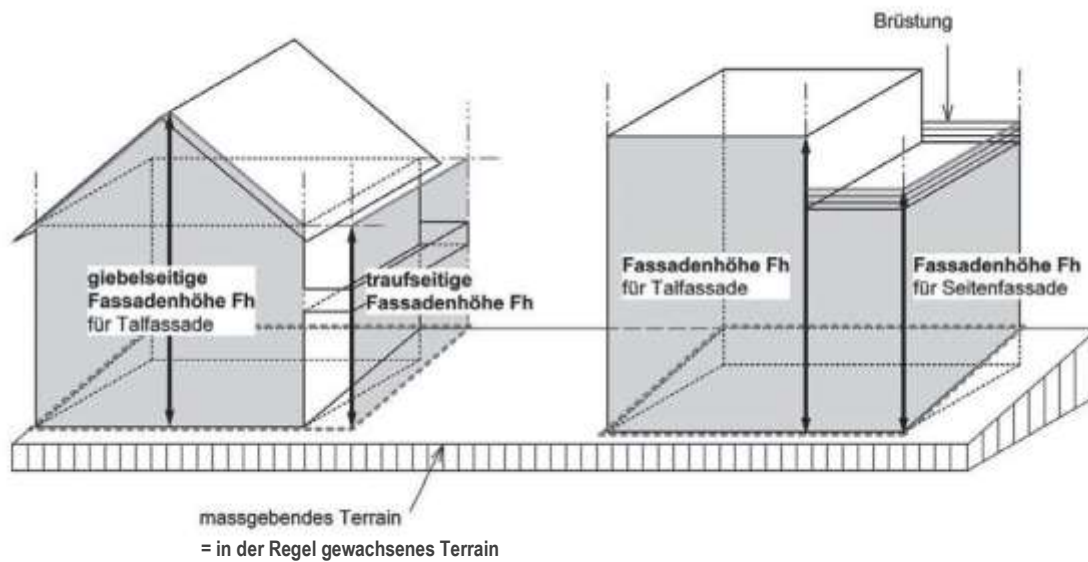 Brüstung
giebelseitige
Fassadenhöhe Fh
für Talfassade
traufseitige
Fassadenhöhe Fh
Fassadenhöhe Fh
für Talfassade
Fassadenhöhe Fh
für Seitenfassade
massgebendes Terrain
= in der Regel gewachsenes Terrain